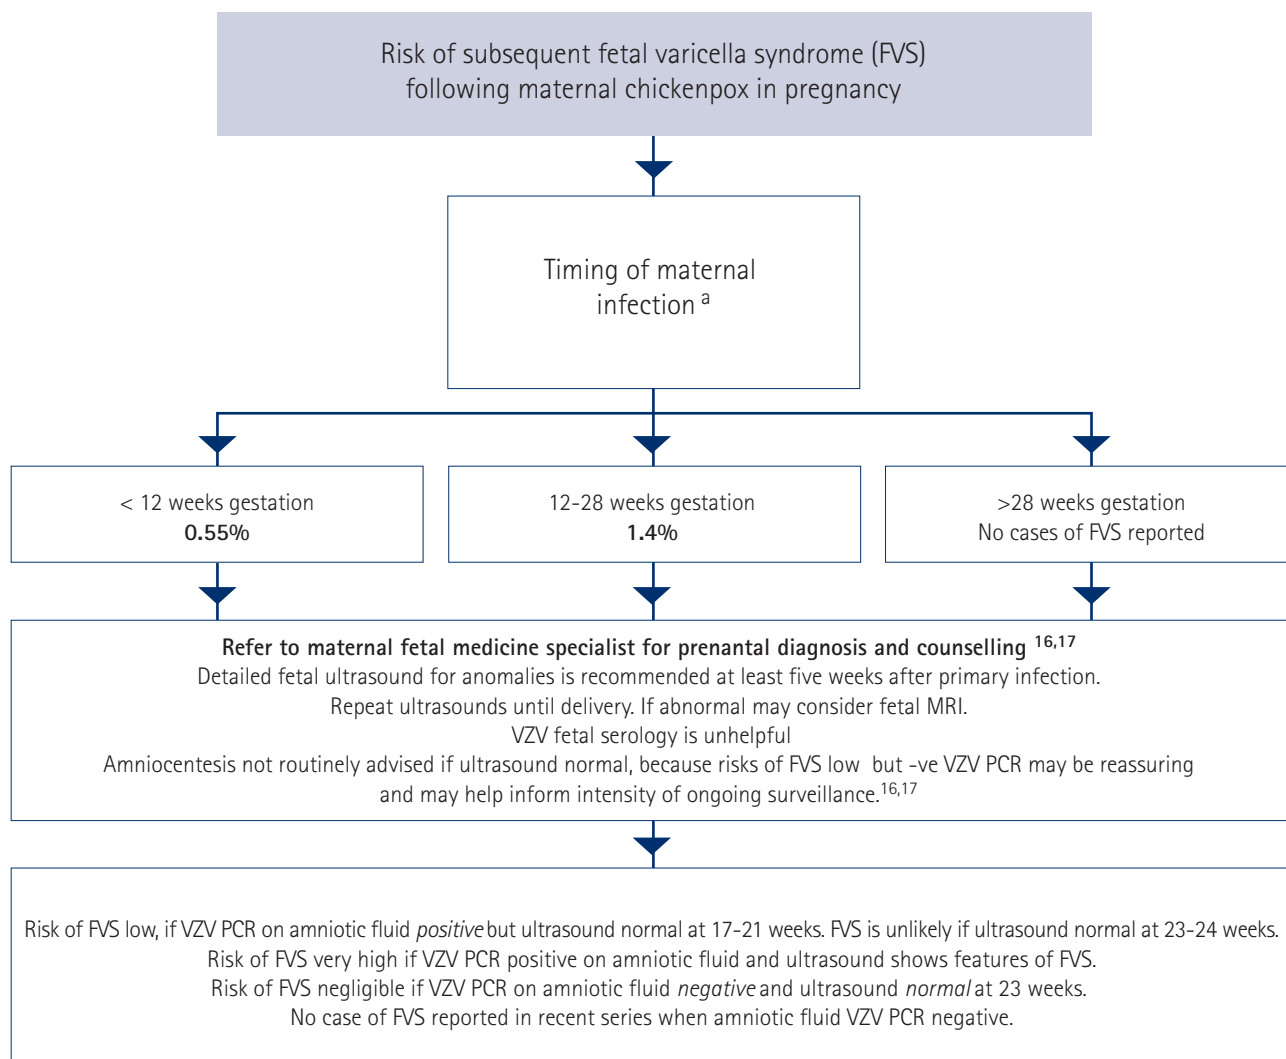 Risk of subsequent fetal varicella syndrome (FVS)
following maternal chickenpox in pregnancy
Timing of maternal
infection a
< 12 weeks gestation
0.55%
12-28 weeks gestation
1.4%
>28 weeks gestation
No cases of FVS reported
Refer to maternal fetal medicine specialist for prenantal diagnosis and counselling 16,17
Detailed fetal ultrasound for anomalies is recommended at least five weeks after primary infection.
Repeat ultrasounds until delivery. If abnormal may consider fetal MRI.
VZV fetal serology is unhelpful
Amniocentesis not routinely advised if ultrasound normal, because risks of FVS low but -ve VZV PCR may be reassuring
and may help inform intensity of ongoing surveillance.16,17
Risk of FVS low, if VZV PCR on amniotic fluid positive but ultrasound normal at 17-21 weeks. FVS is unlikely if ultrasound normal at 23-24 weeks.
Risk of FVS very high if VZV PCR positive on amniotic fluid and ultrasound shows features of FVS.
Risk of FVS negligible if VZV PCR on amniotic fluid negative and ultrasound normal at 23 weeks.
No case of FVS reported in recent series when amniotic fluid VZV PCR negative.